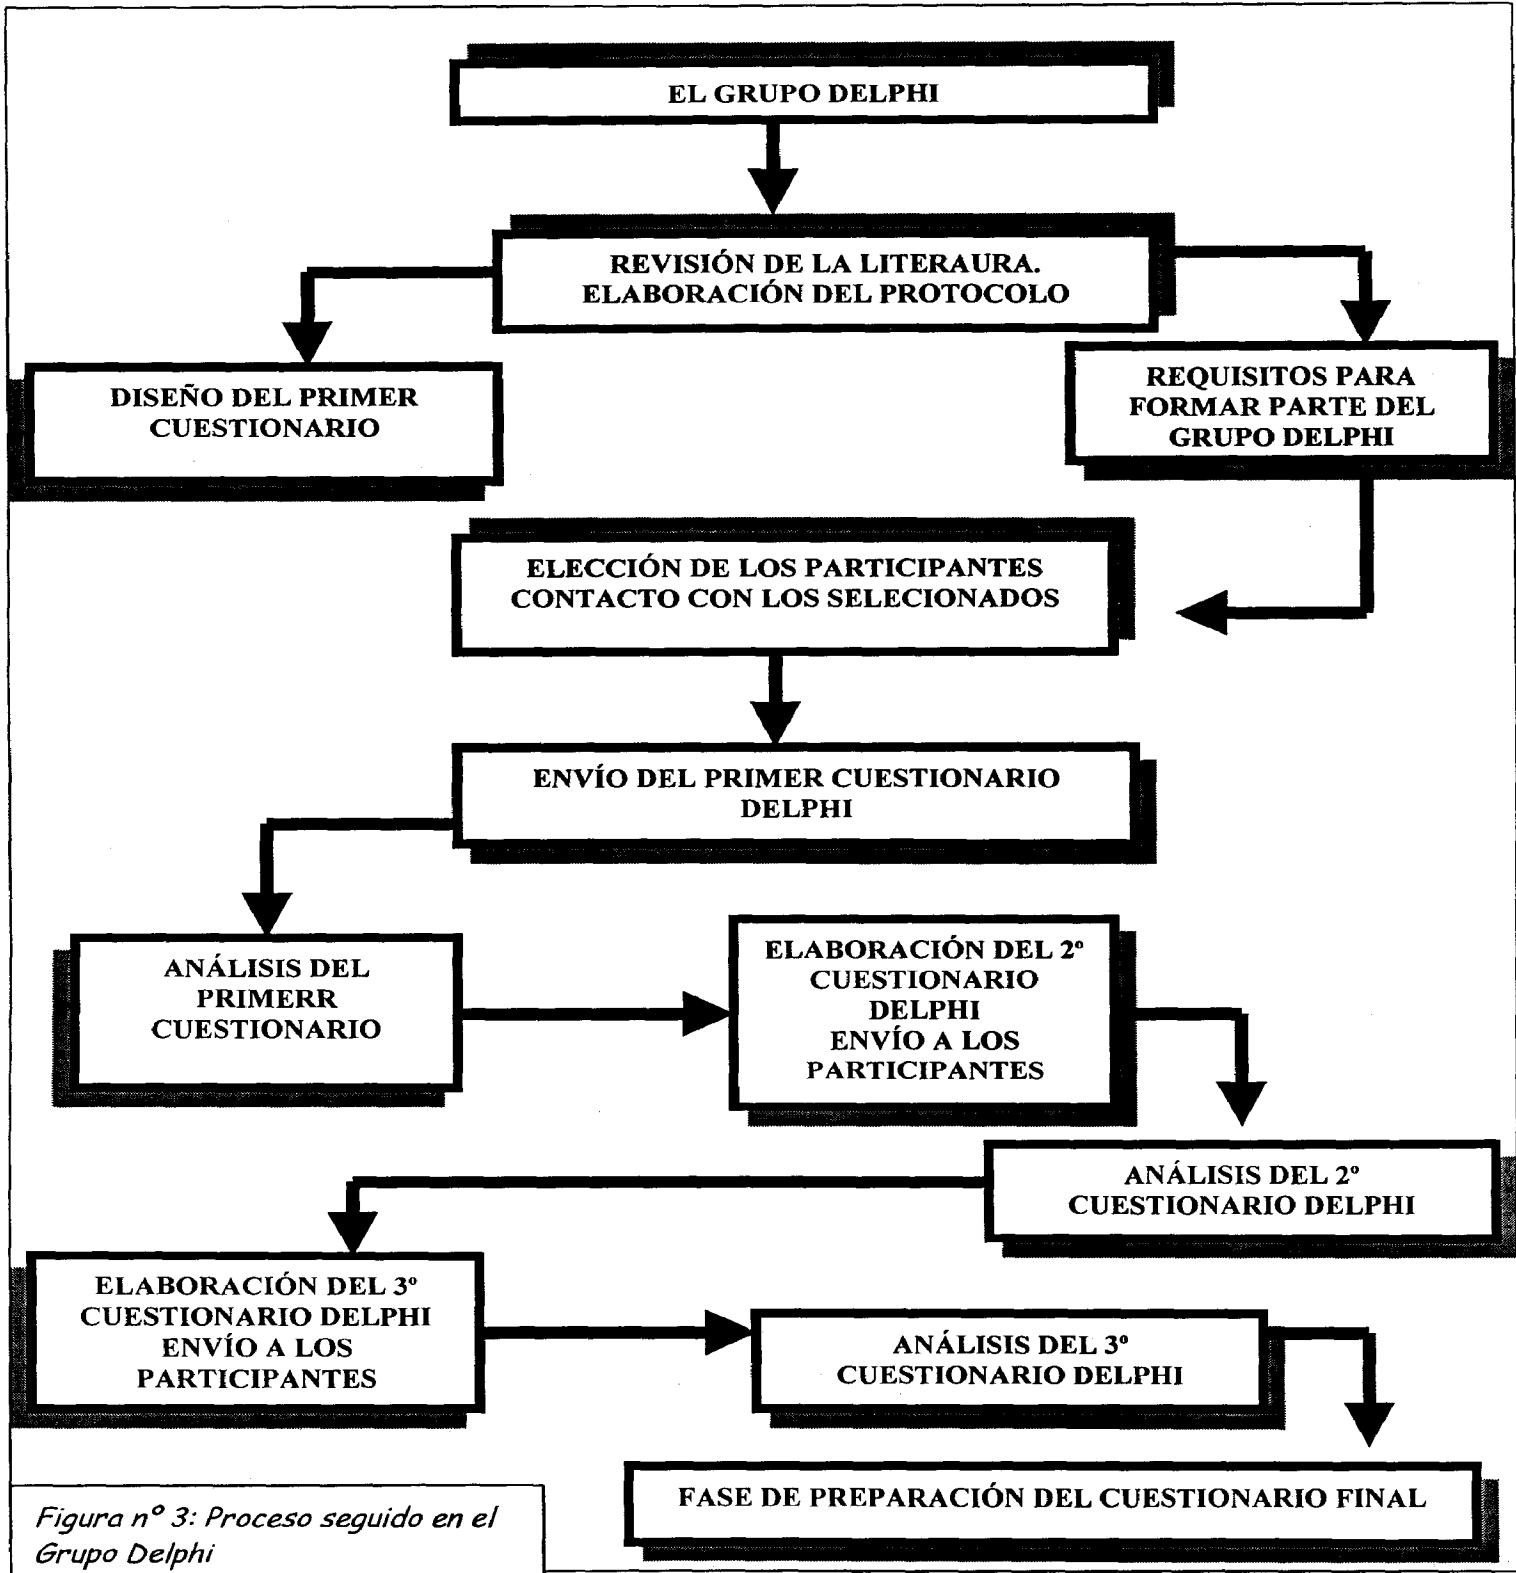 EL GRUPO DELPHI
REVISIÓN DE LA LITERAURA.
ELABORACIÓN DEL PROTOCOLO
DISEÑO DEL PRIMER
CUESTIONARIO
REQUISITOS PARA
FORMAR PARTE DEL
GRUPO DELPHI
ELECCIÓN DE LOS PARTICIPANTES
CONTACTO CON LOS SELECIONADOS
ENVÍO DEL PRIMER CUESTIONARIO
DELPHI
ANÁLISIS DEL
PRIMERR
CUESTIONARIO
ELABORACIÓN DEL 2º
CUESTIONARIO
DELPHI
ENVÍO A LOS
PARTICIPANTES
ANÁLISIS DEL 2º
CUESTIONARIO DELPHI
ELABORACIÓN DEL 3º
CUESTIONARIO DELPHI
ENVÍO A LOS
PARTICIPANTES
ANÁLISIS DEL 3º
CUESTIONARIO DELPHI
FASE DE PREPARACIÓN DEL CUESTIONARIO FINAL
Figura nº 3: Proceso seguido en el
Grupo Delphi